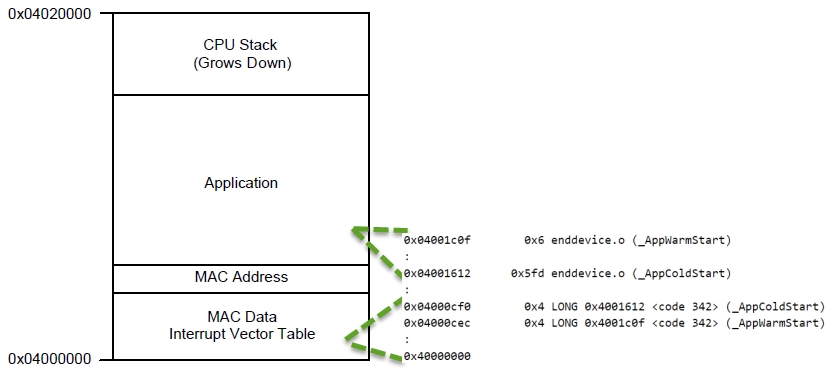 0x04020000
CPU Stack
(Grows Down)
Application
MAC Address
MAC Data
Interrupt Vector Table
0x04000000
0x04001c0f 0x6 enddevice.o (_AppWarmStart)
:
0x04001612 0x5fd enddevice.o (_AppColdStart)
:
0x04000cf0 0x4 LONG 0x4001612 <code 342> (_AppColdStart)
0x04000cec 0x4 LONG 0x4001c0f <code 342> (_AppWarmStart)
:
0x40000000